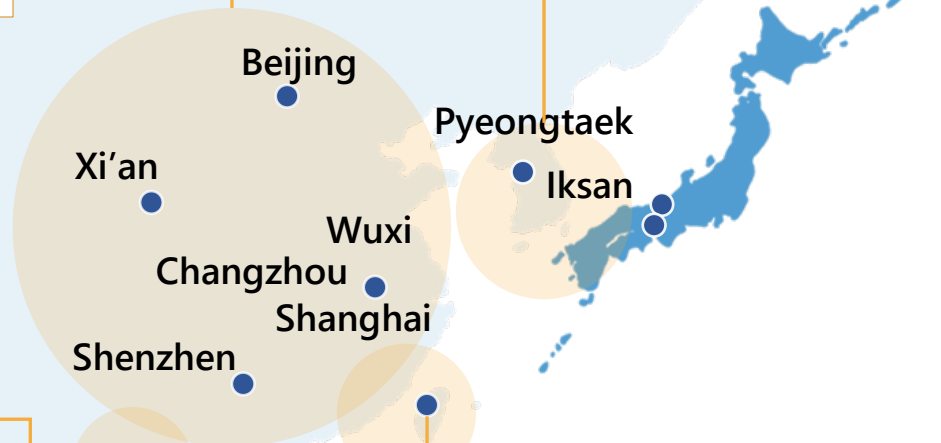 Beijing
Pyeongtaek
Xi’an
Iksan
Wuxi
Changzhou
Shanghai
Shenzhen